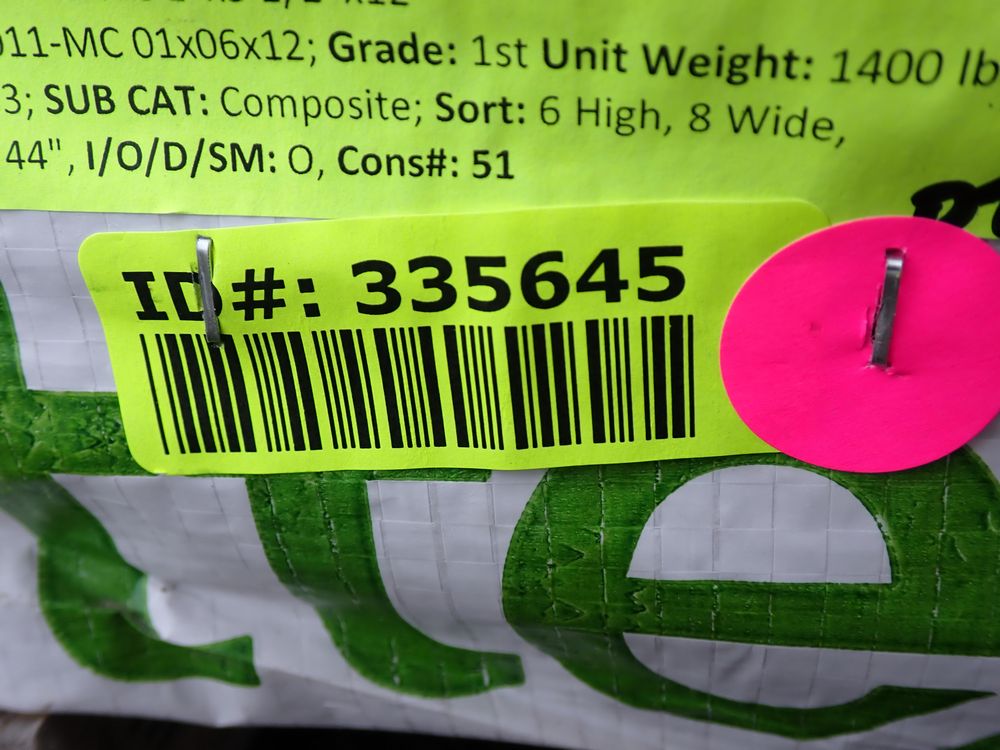 011-MC 01x06x12; Grade: 1st Unit Weight: 1400 lb
3; SUB CAT: Composite; Sort: 6 High, 8 Wide,
44", I/O/D/SM: O, Cons#: 51
ID#: 335645